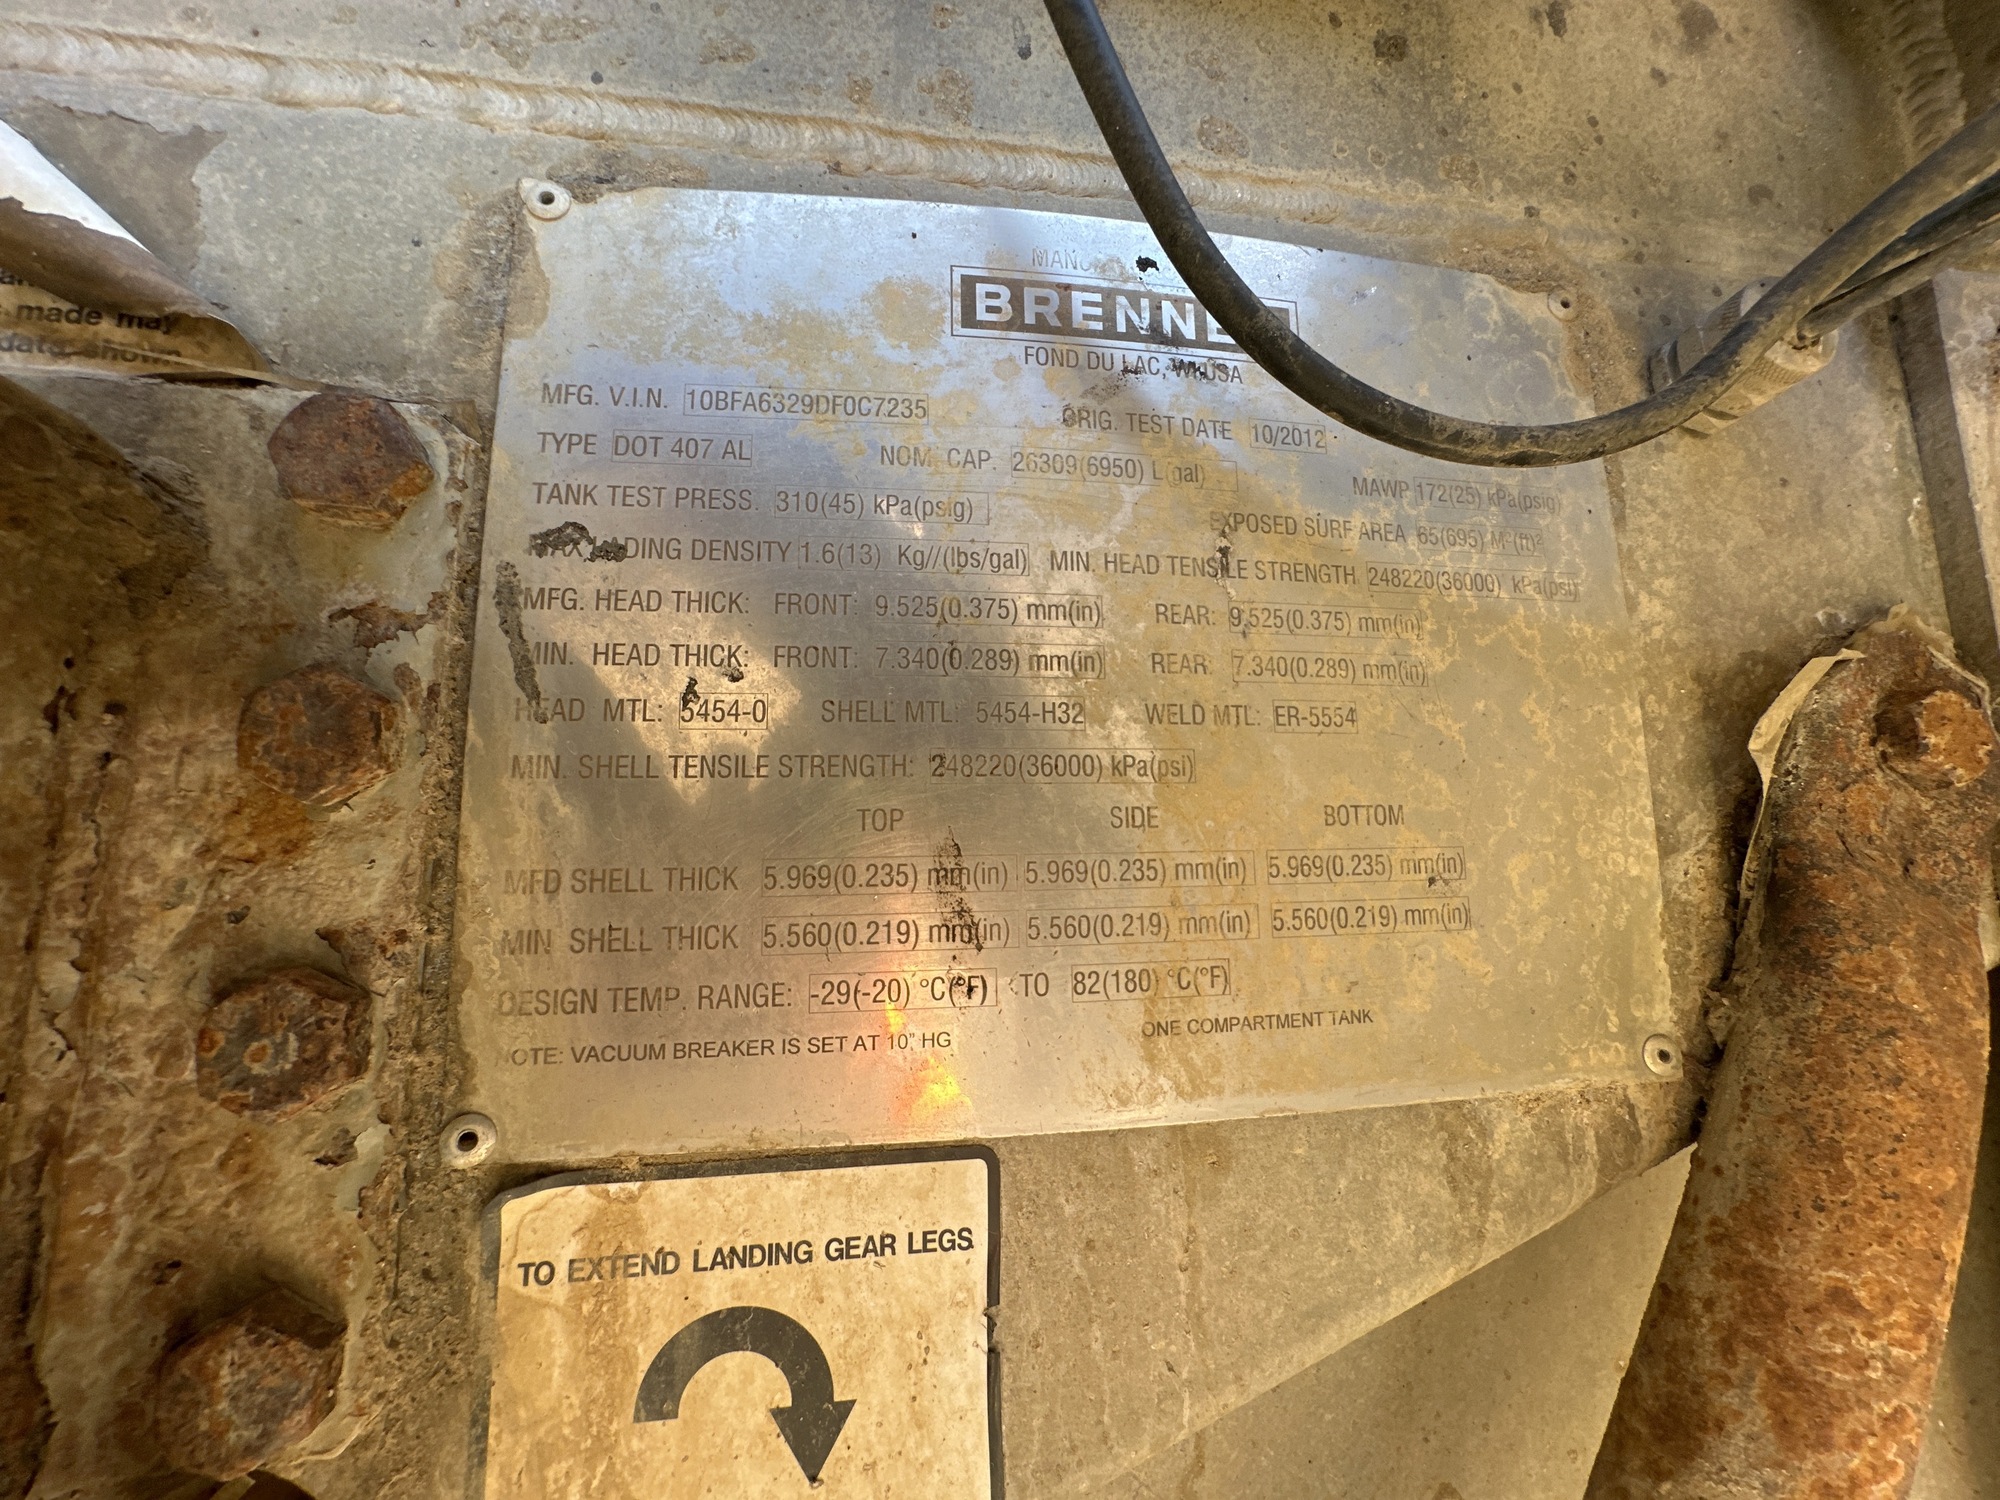 MANU
BRENNE
FOND DU LAC, WI USA
MFG. V.I.N. 10BFA6329DF0C7235 ORIG. TEST DATE 10/2012
TYPE DOT 407 AL NOM. CAP. 26309(6950) L(gal) MAWP 172(25) kPa(psig)
TANK TEST PRESS. 310(45) kPa(psig) EXPOSED SURF AREA 65(695) M²(ft)²
MAX LADING DENSITY 1.6(13) Kg//(lbs/gal) MIN. HEAD TENSILE STRENGTH 248220(36000) kPa(psi)
MFG. HEAD THICK: FRONT: 9.525(0.375) mm(in) REAR: 9.525(0.375) mm(in)
MIN. HEAD THICK: FRONT: 7.340(0.289) mm(in) REAR: 7.340(0.289) mm(in)
HEAD MTL: 5454-0 SHELL MTL: 5454-H32 WELD MTL: ER-5554
MIN. SHELL TENSILE STRENGTH: 248220(36000) kPa(psi)
TOP SIDE BOTTOM
MFD SHELL THICK 5.969(0.235) mm(in) 5.969(0.235) mm(in) 5.969(0.235) mm(in)
MIN SHELL THICK 5.560(0.219) mm(in) 5.560(0.219) mm(in) 5.560(0.219) mm(in)
DESIGN TEMP. RANGE: -29(-20) °C(°F) TO 82(180) °C(°F)
NOTE: VACUUM BREAKER IS SET AT 10" HG ONE COMPARTMENT TANK
made may
date shown
TO EXTEND LANDING GEAR LEGS